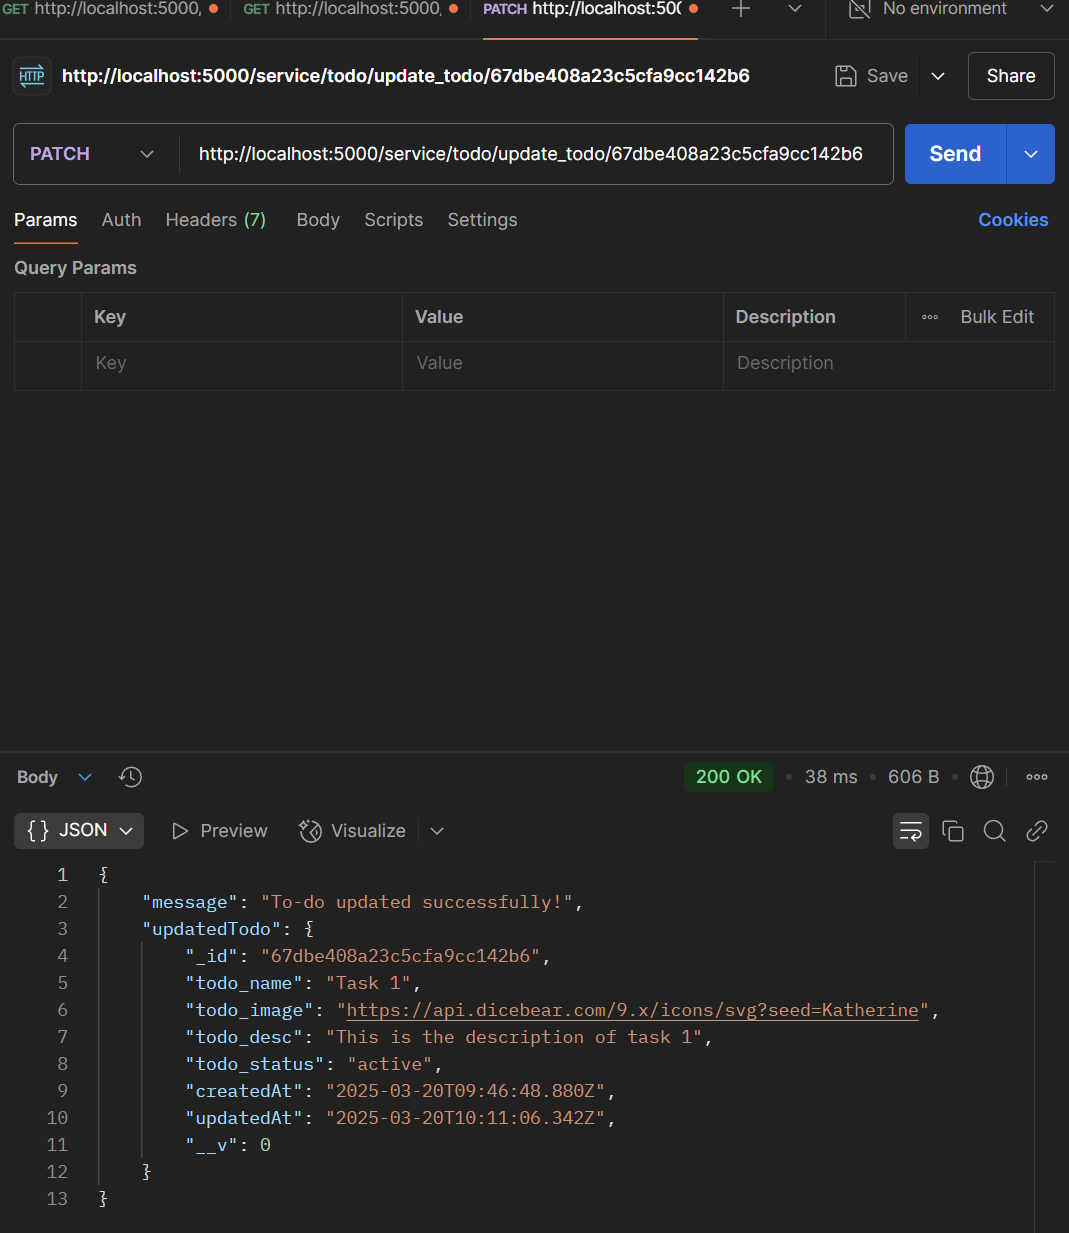 GET http://localhost:5000, GET http://localhost:5000, PATCH http://localhost:500 No environment
HTTP http://localhost:5000/service/todo/update_todo/67dbe408a23c5cfa9cc142b6 Save Share
PATCH http://localhost:5000/service/todo/update_todo/67dbe408a23c5cfa9cc142b6 Send
Params Auth Headers (7) Body Scripts Settings Cookies
Query Params
Key Value Description Bulk Edit
Key Value Description
Body 200 OK 38 ms 606 B
{} JSON Preview Visualize
1 {
2 "message": "To-do updated successfully!",
3 "updatedTodo": {
4 "_id": "67dbe408a23c5cfa9cc142b6",
5 "todo_name": "Task 1",
6 "todo_image": "https://api.dicebear.com/9.x/icons/svg?seed=Katherine",
7 "todo_desc": "This is the description of task 1",
8 "todo_status": "active",
9 "createdAt": "2025-03-20T09:46:48.880Z",
10 "updatedAt": "2025-03-20T10:11:06.342Z",
11 "__v": 0
12 }
13 }